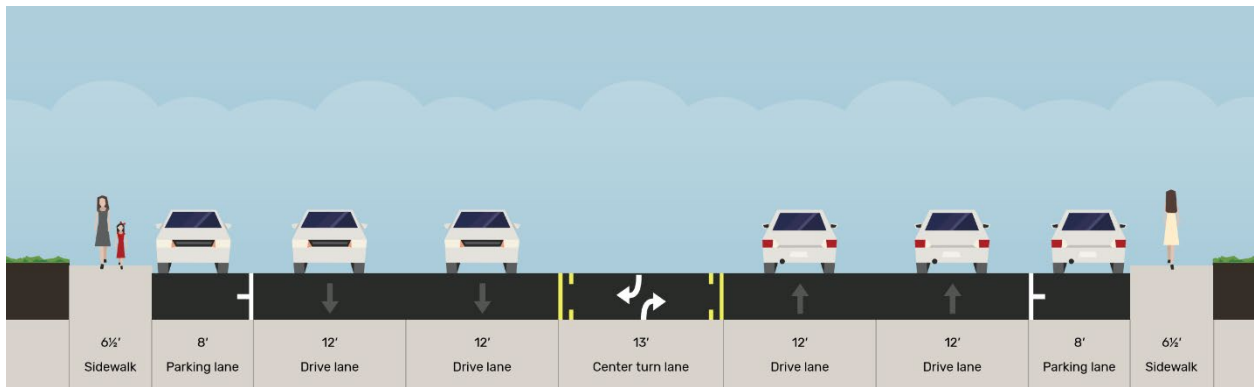 6½’ 8’ 12’ 12’ 13’ 12’ 12’ 8’ 6½’
Sidewalk Parking lane Drive lane Drive lane Center turn lane Drive lane Drive lane Parking lane Sidewalk